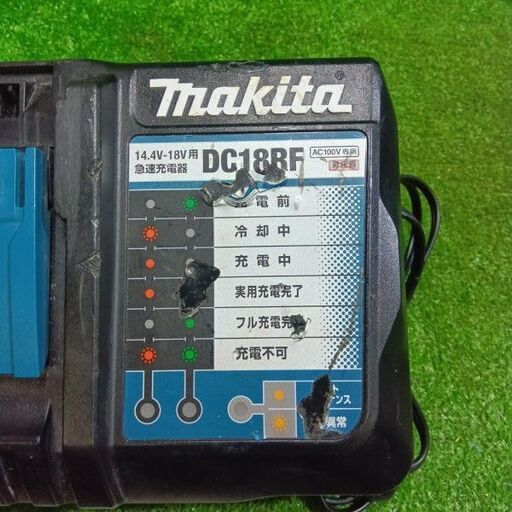 makita
14.4V-18V用
急速充電器
DC18RF
AC100V専用
電前
冷却中
充電中
実用充電完了
フル充電完
充電不可
ンス
異常